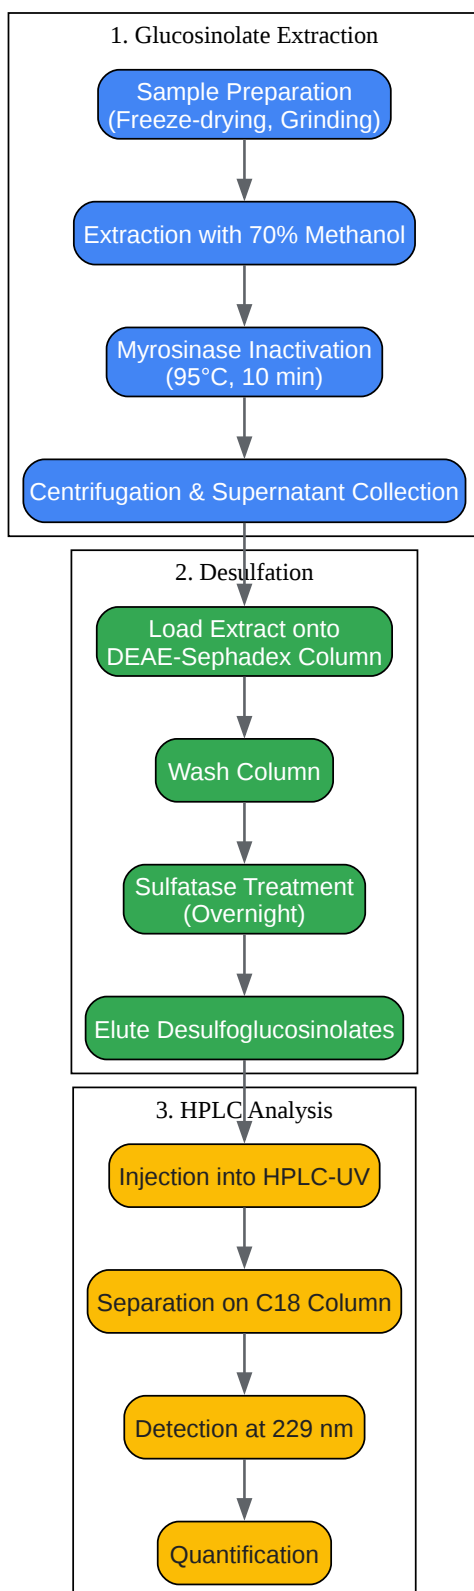 1. Glucosinolate Extraction
Sample Preparation
(Freeze-drying, Grinding)
Extraction with 70% Methanol
Myrosinase Inactivation
(95°C, 10 min)
Centrifugation & Supernatant Collection
2. Desulfation
Load Extract onto
DEAE-Sephadex Column
Wash Column
Sulfatase Treatment
(Overnight)
Elute Desulfoglucosinolates
3. HPLC Analysis
Injection into HPLC-UV
Separation on C18 Column
Detection at 229 nm
Quantification